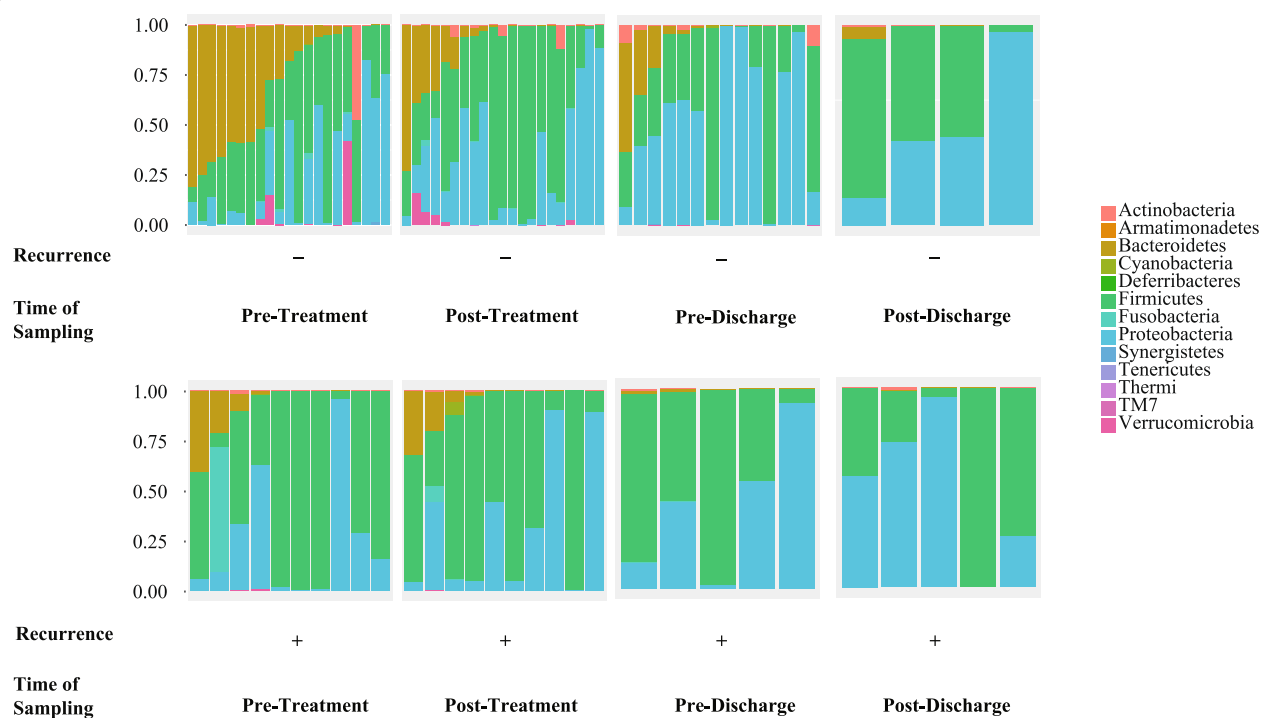 1.00
0.75
0.50
0.25
0.00
Recurrence − − − −
Time of
Sampling
Pre-Treatment Post-Treatment Pre-Discharge Post-Discharge
Actinobacteria
Armatimonadetes
Bacteroidetes
Cyanobacteria
Deferribacteres
Firmicutes
Fusobacteria
Proteobacteria
Synergistetes
Tenericutes
Thermi
TM7
Verrucomicrobia
1.00
0.75
0.50
0.25
0.00
Recurrence + + + +
Time of
Sampling
Pre-Treatment Post-Treatment Pre-Discharge Post-Discharge